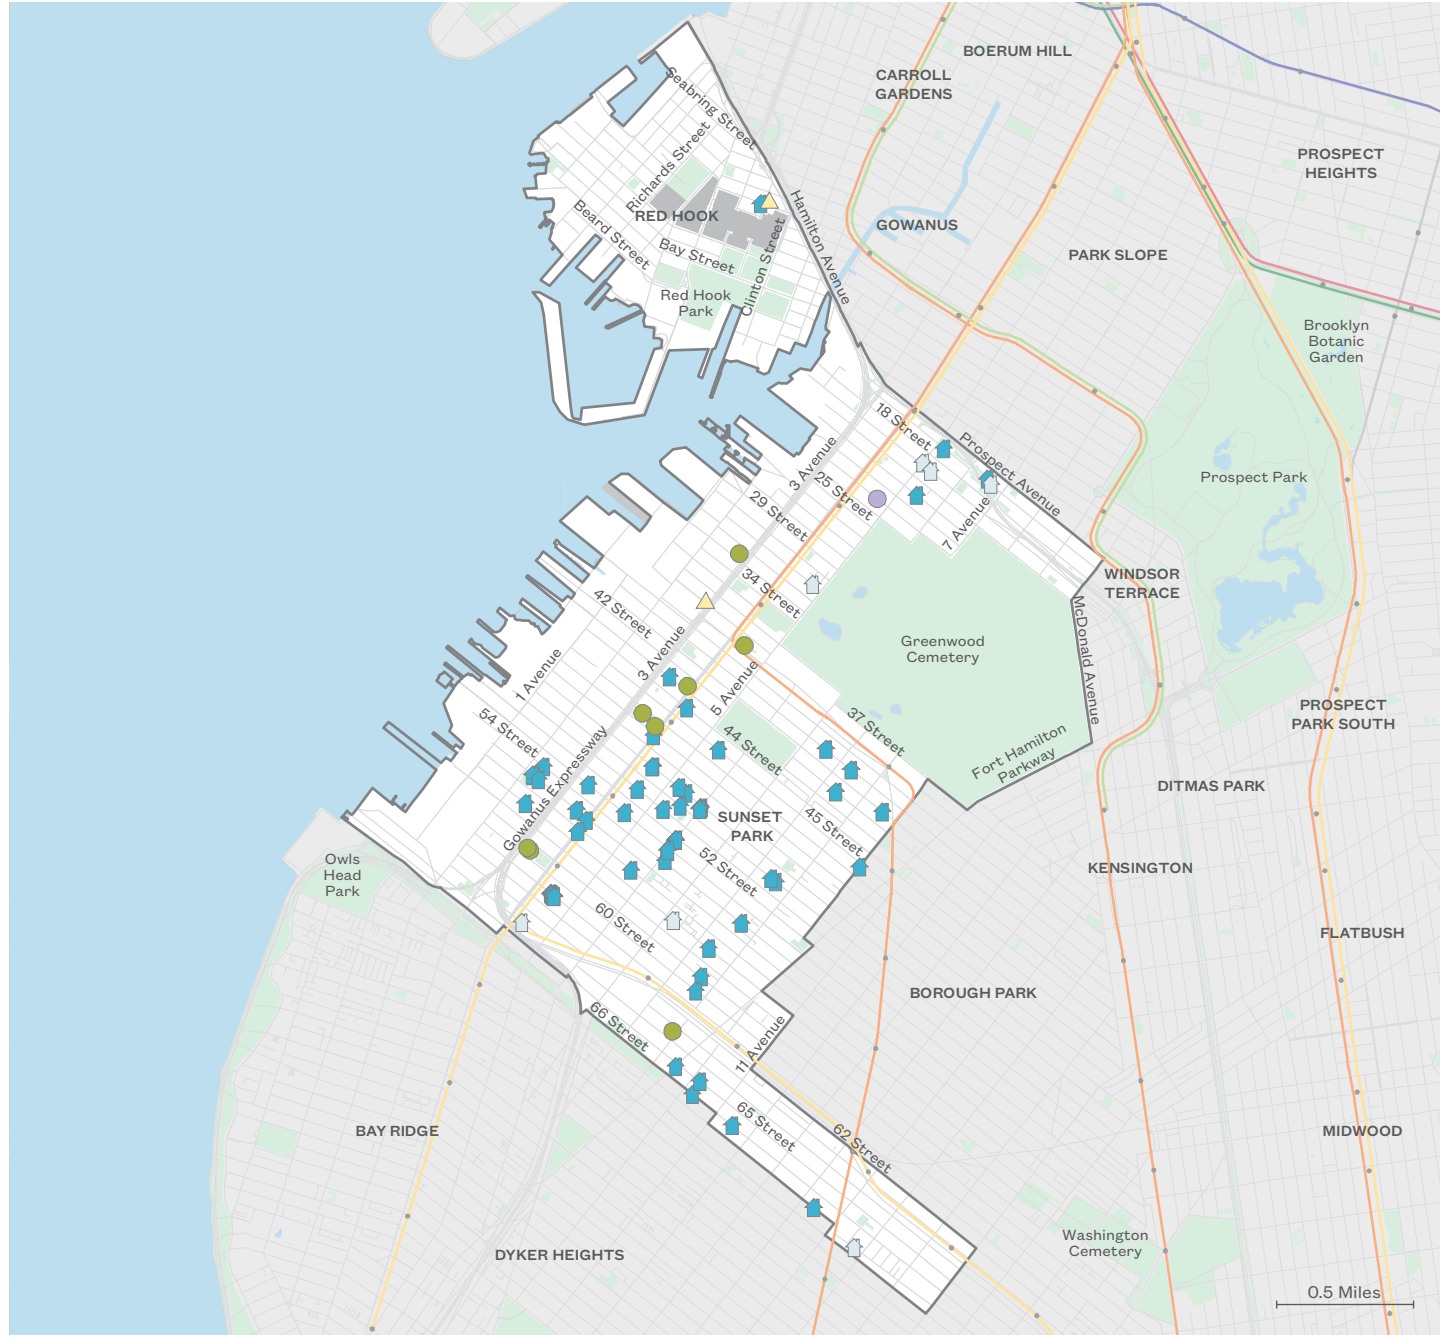 BOERUM HILL
CARROLL
GARDENS
Seabring Street
Richards Street
PROSPECT
HEIGHTS
Hamilton Avenue
RED HOOK
Beard Street
Bay Street
Clinton Street
GOWANUS
PARK SLOPE
Red Hook
Park
Brooklyn
Botanic
Garden
18 Street
Prospect Avenue
3 Avenue
25 Street
29 Street
7 Avenue
Prospect Park
34 Street
42 Street
WINDSOR
TERRACE
McDonald Avenue
Greenwood
Cemetery
3 Avenue
1 Avenue
5 Avenue
54 Street
44 Street
37 Street
Fort Hamilton
Parkway
PROSPECT
PARK SOUTH
DITMAS PARK
Gowanus Expressway
SUNSET
PARK
45 Street
52 Street
Owls
Head
Park
KENSINGTON
60 Street
FLATBUSH
BOROUGH PARK
66 Street
11 Avenue
65 Street
62 Street
BAY RIDGE
MIDWOOD
DYKER HEIGHTS
Washington
Cemetery
0.5 Miles